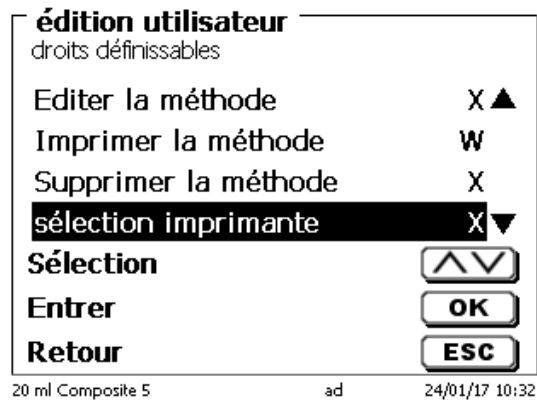 édition utilisateur
droits définissables
Editer la méthode X
Imprimer la méthode W
Supprimer la méthode X
sélection imprimante X
Sélection
Entrer OK
Retour ESC
20 ml Composite 5 ad 24/01/17 10:32